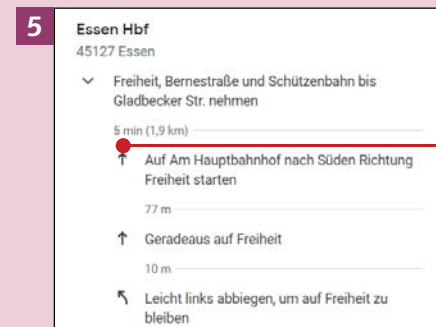 5
Essen Hbf
45127 Essen
Freiheit, Bernestraße und Schützenbahn bis
Gladbecker Str. nehmen
5 min (1,9 km)
Auf Am Hauptbahnhof nach Süden Richtung
Freiheit starten
77 m
Geradeaus auf Freiheit
10 m
Leicht links abbiegen, um auf Freiheit zu
bleiben